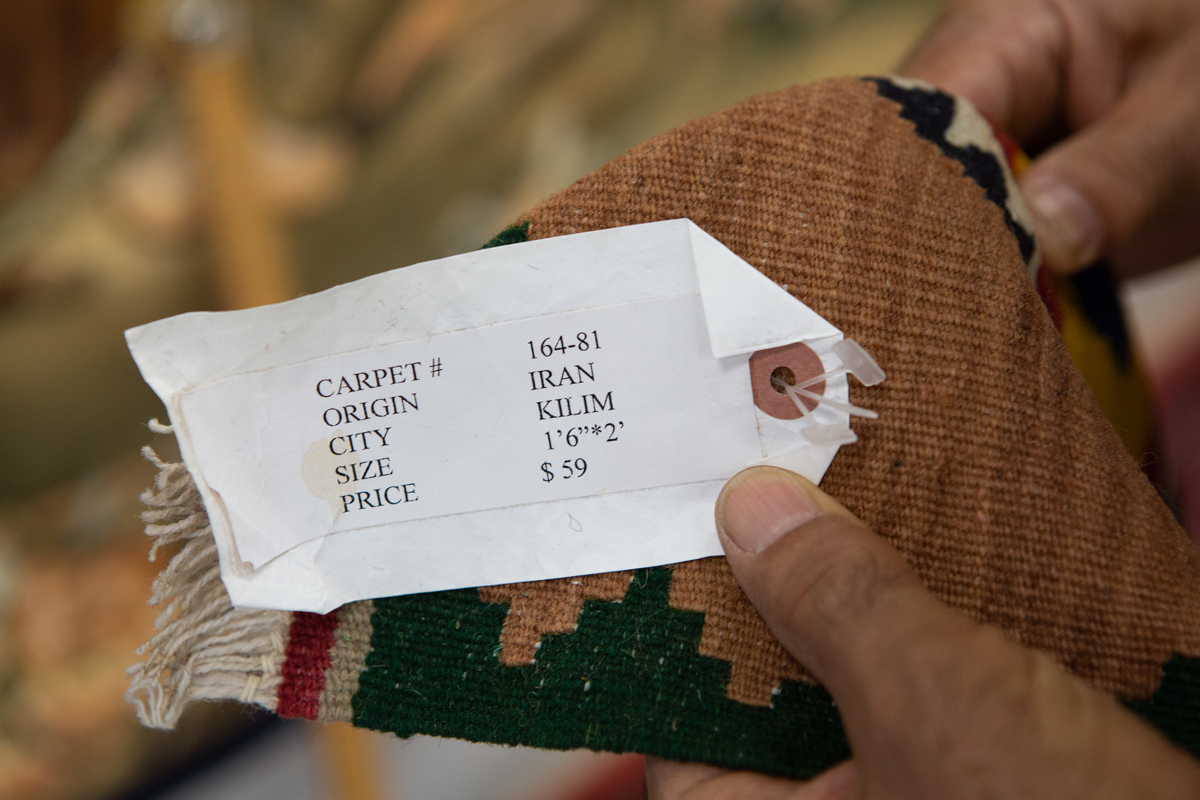 CARPET # 164-81
ORIGIN IRAN
CITY KILIM
SIZE 1’6”*2’
PRICE $ 59